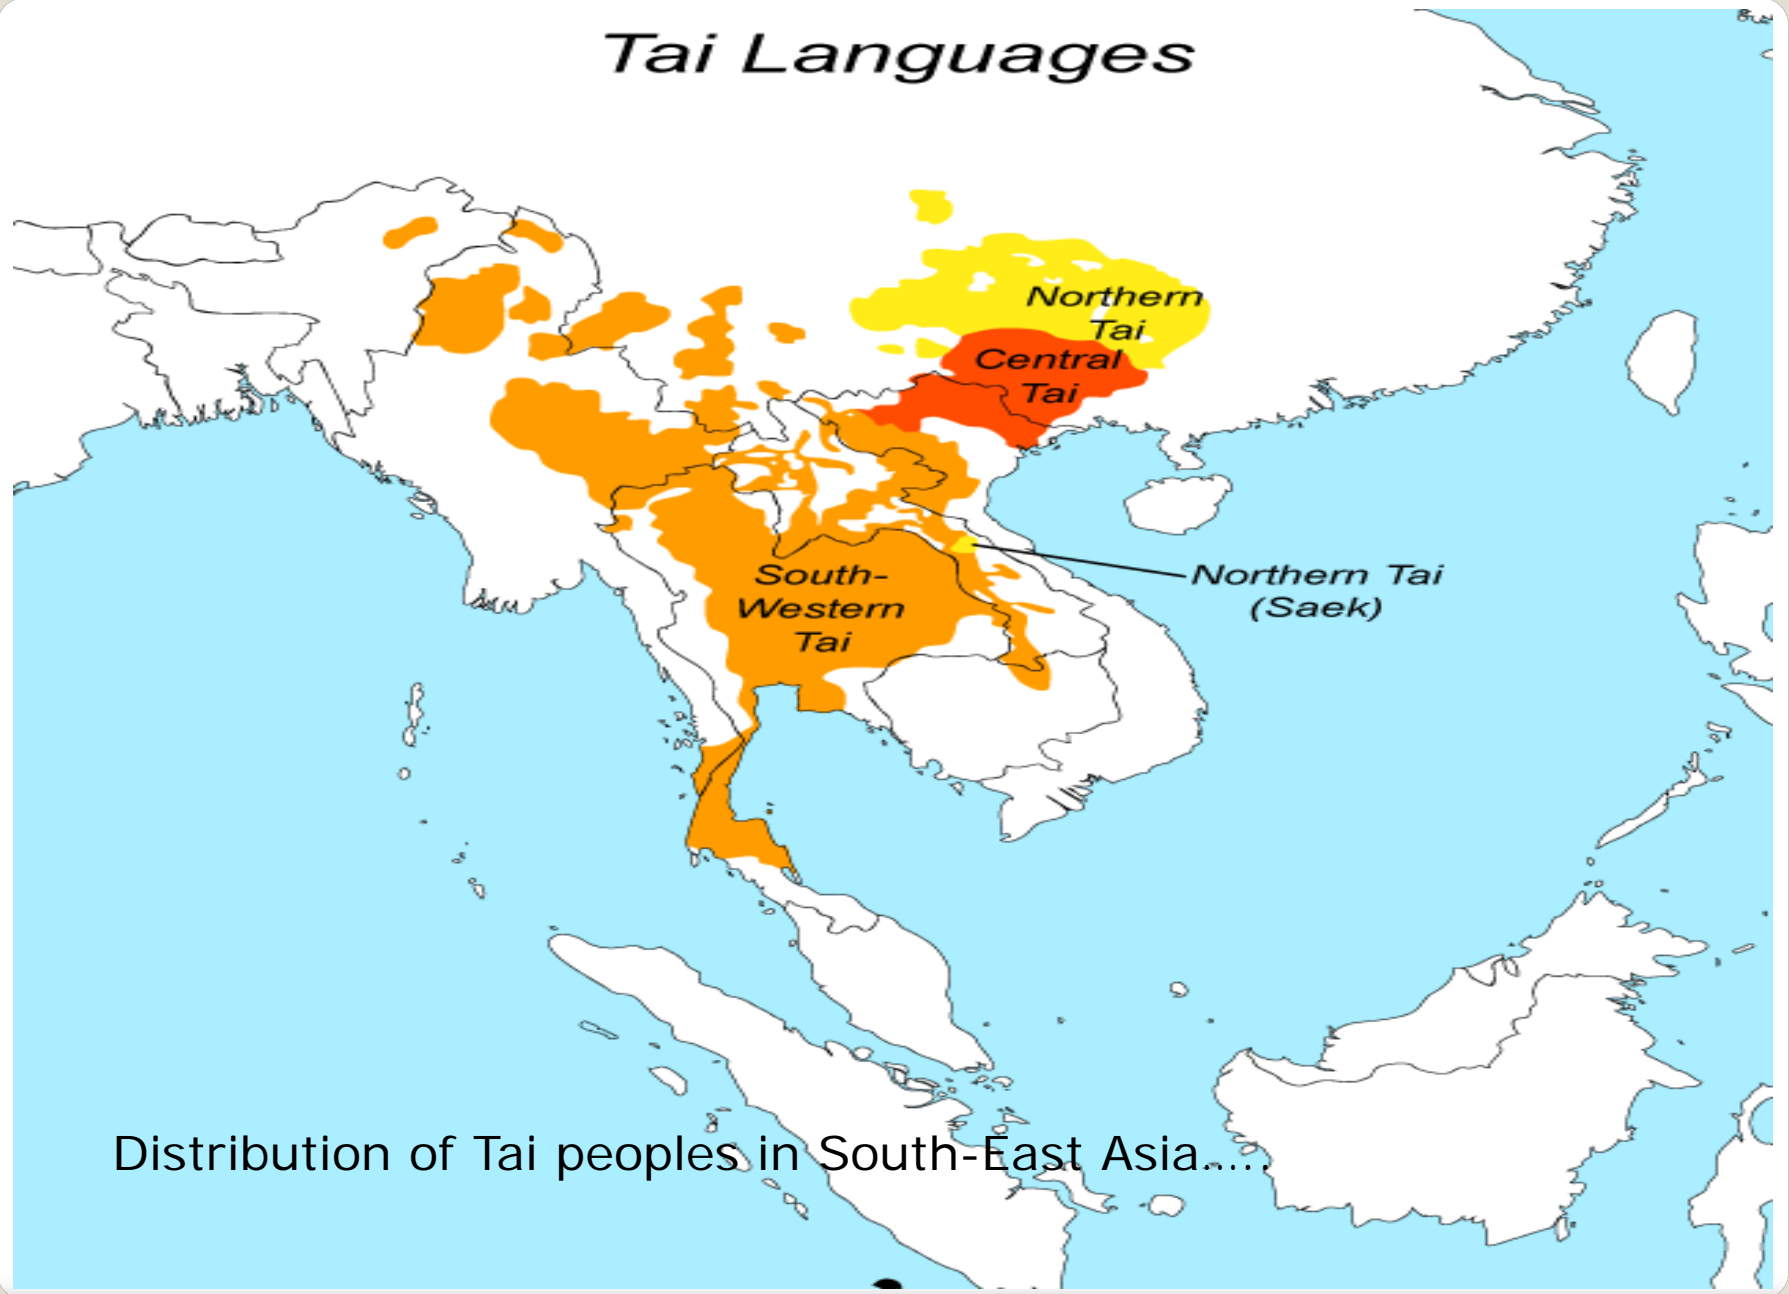 Tai Languages
Northern
Tai
Central
Tai
South-
Western
Tai
Northern Tai
(Saek)
Distribution of Tai peoples in South-East Asia.....